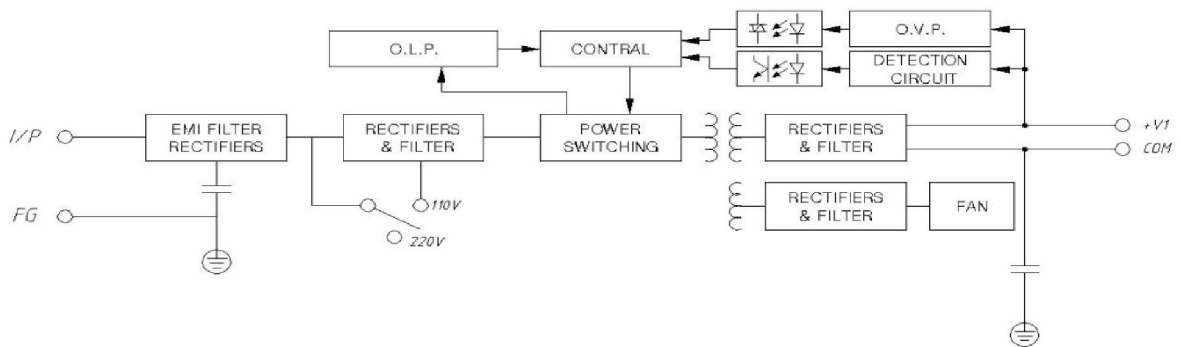 O.L.P.
CONTRAL
O.V.P.
DETECTION
CIRCUIT
I/P
EMI FILTER
RECTIFIERS
RECTIFIERS
& FILTER
POWER
SWITCHING
RECTIFIERS
& FILTER
+V1
COM
FG
110V
220V
RECTIFIERS
& FILTER
FAN